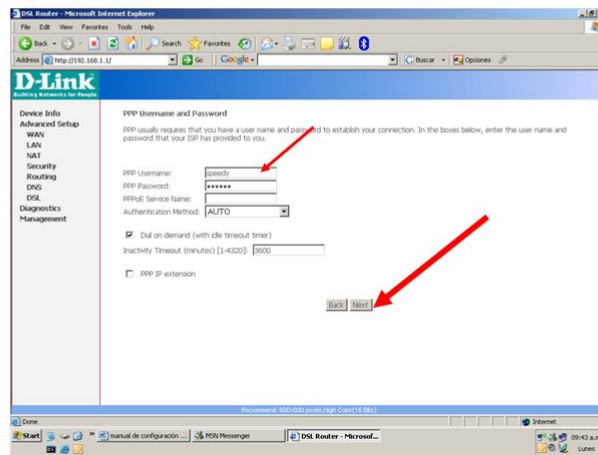 DSL Router - Microsoft Internet Explorer
File Edit View Favorites Tools Help
Back Search Favorites
Address http://192.168.1.1/ Go Google Buscar Opciones
D-Link
Building Networks for People
Device Info
Advanced Setup
WAN
LAN
NAT
Security
Routing
DNS
DSL
Diagnostics
Management
PPP Username and Password
PPP usually requires that you have a user name and password to establish your connection. In the boxes below, enter the user name and
password that your ISP has provided to you.
PPP Username: speedy
PPP Password: ••••••
PPPoE Service Name:
Authentication Method: AUTO
Dial on demand (with idle timeout timer)
Inactivity Timeout (minutes) [1-4320]: 3600
PPP IP extension
Back Next
Recommend: 800x600 pixels,High Color(16 Bits)
Done Internet
Start manual de configuración ... MSN Messenger DSL Router - Microsof... 09:43 a.m
Lunes